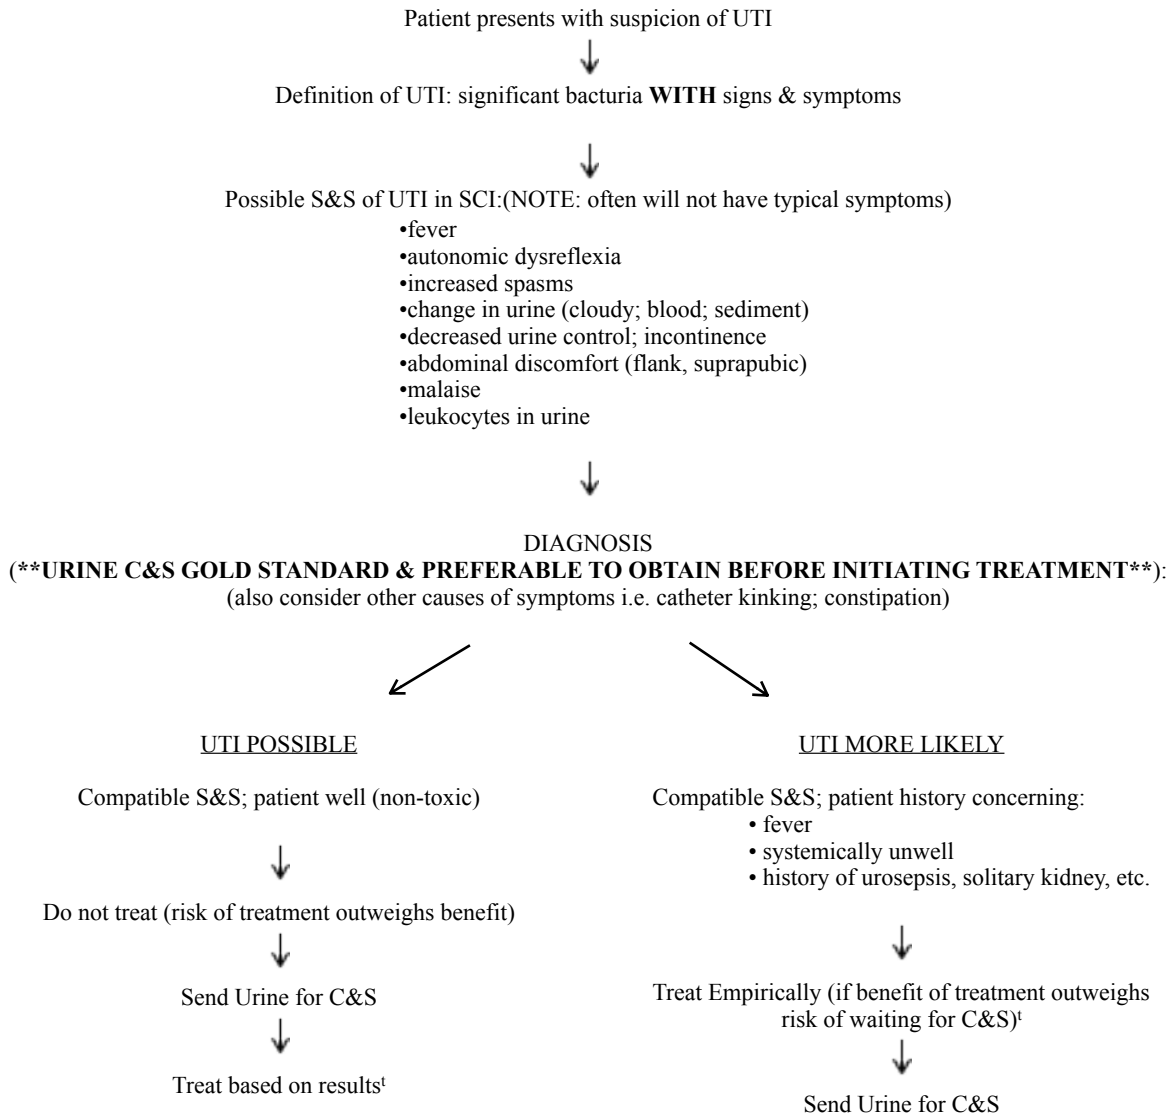 Patient presents with suspicion of UTI
Definition of UTI: significant bacturia WITH signs & symptoms
Possible S&S of UTI in SCI:(NOTE: often will not have typical symptoms)
•fever
•autonomic dysreflexia
•increased spasms
•change in urine (cloudy; blood; sediment)
•decreased urine control; incontinence
•abdominal discomfort (flank, suprapubic)
•malaise
•leukocytes in urine
DIAGNOSIS
(**URINE C&S GOLD STANDARD & PREFERABLE TO OBTAIN BEFORE INITIATING TREATMENT**):
(also consider other causes of symptoms i.e. catheter kinking; constipation)
UTI POSSIBLE
Compatible S&S; patient well (non-toxic)
Do not treat (risk of treatment outweighs benefit)
Send Urine for C&S
Treat based on resultsᵗ
UTI MORE LIKELY
Compatible S&S; patient history concerning:
• fever
• systemically unwell
• history of urosepsis, solitary kidney, etc.
Treat Empirically (if benefit of treatment outweighs
risk of waiting for C&S)ᵗ
Send Urine for C&S